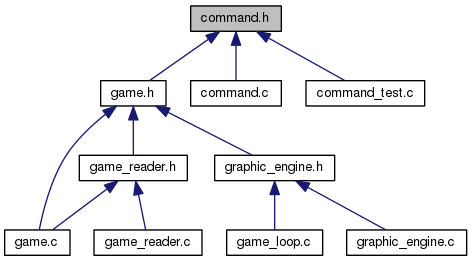 command.h
game.h
command.c
command_test.c
game_reader.h
graphic_engine.h
game.c
game_reader.c
game_loop.c
graphic_engine.c